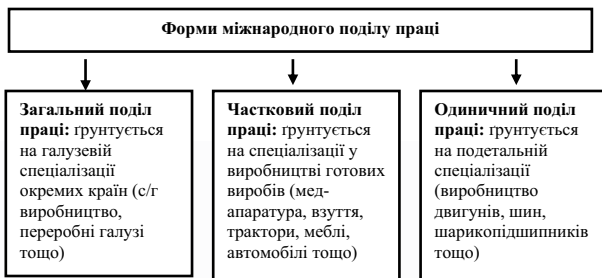 Форми міжнародного поділу праці
Загальний поділ
праці: ґрунтується
на галузевій
спеціалізації
окремих країн (с/г
виробництво,
переробні галузі
тощо)
Частковий поділ
праці: ґрунтується
на спеціалізації у
виробництві готових
виробів (мед-
апаратура, взуття,
трактори, меблі,
автомобілі тощо)
Одиничний поділ
праці: ґрунтується
на подетальній
спеціалізації
(виробництво
двигунів, шин,
шарикопідшипників
тощо)